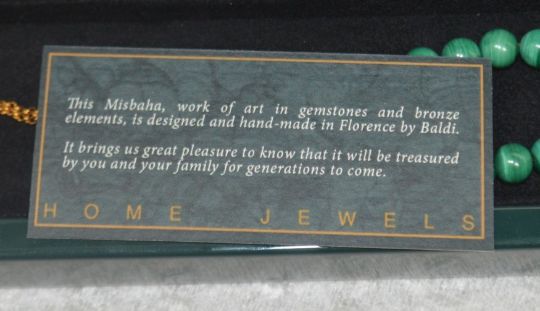 This Misbaha, work of art in gemstones and bronze
elements, is designed and hand-made in Florence by Baldi.
It brings us great pleasure to know that it will be treasured
by you and your family for generations to come.
HOME JEWELS